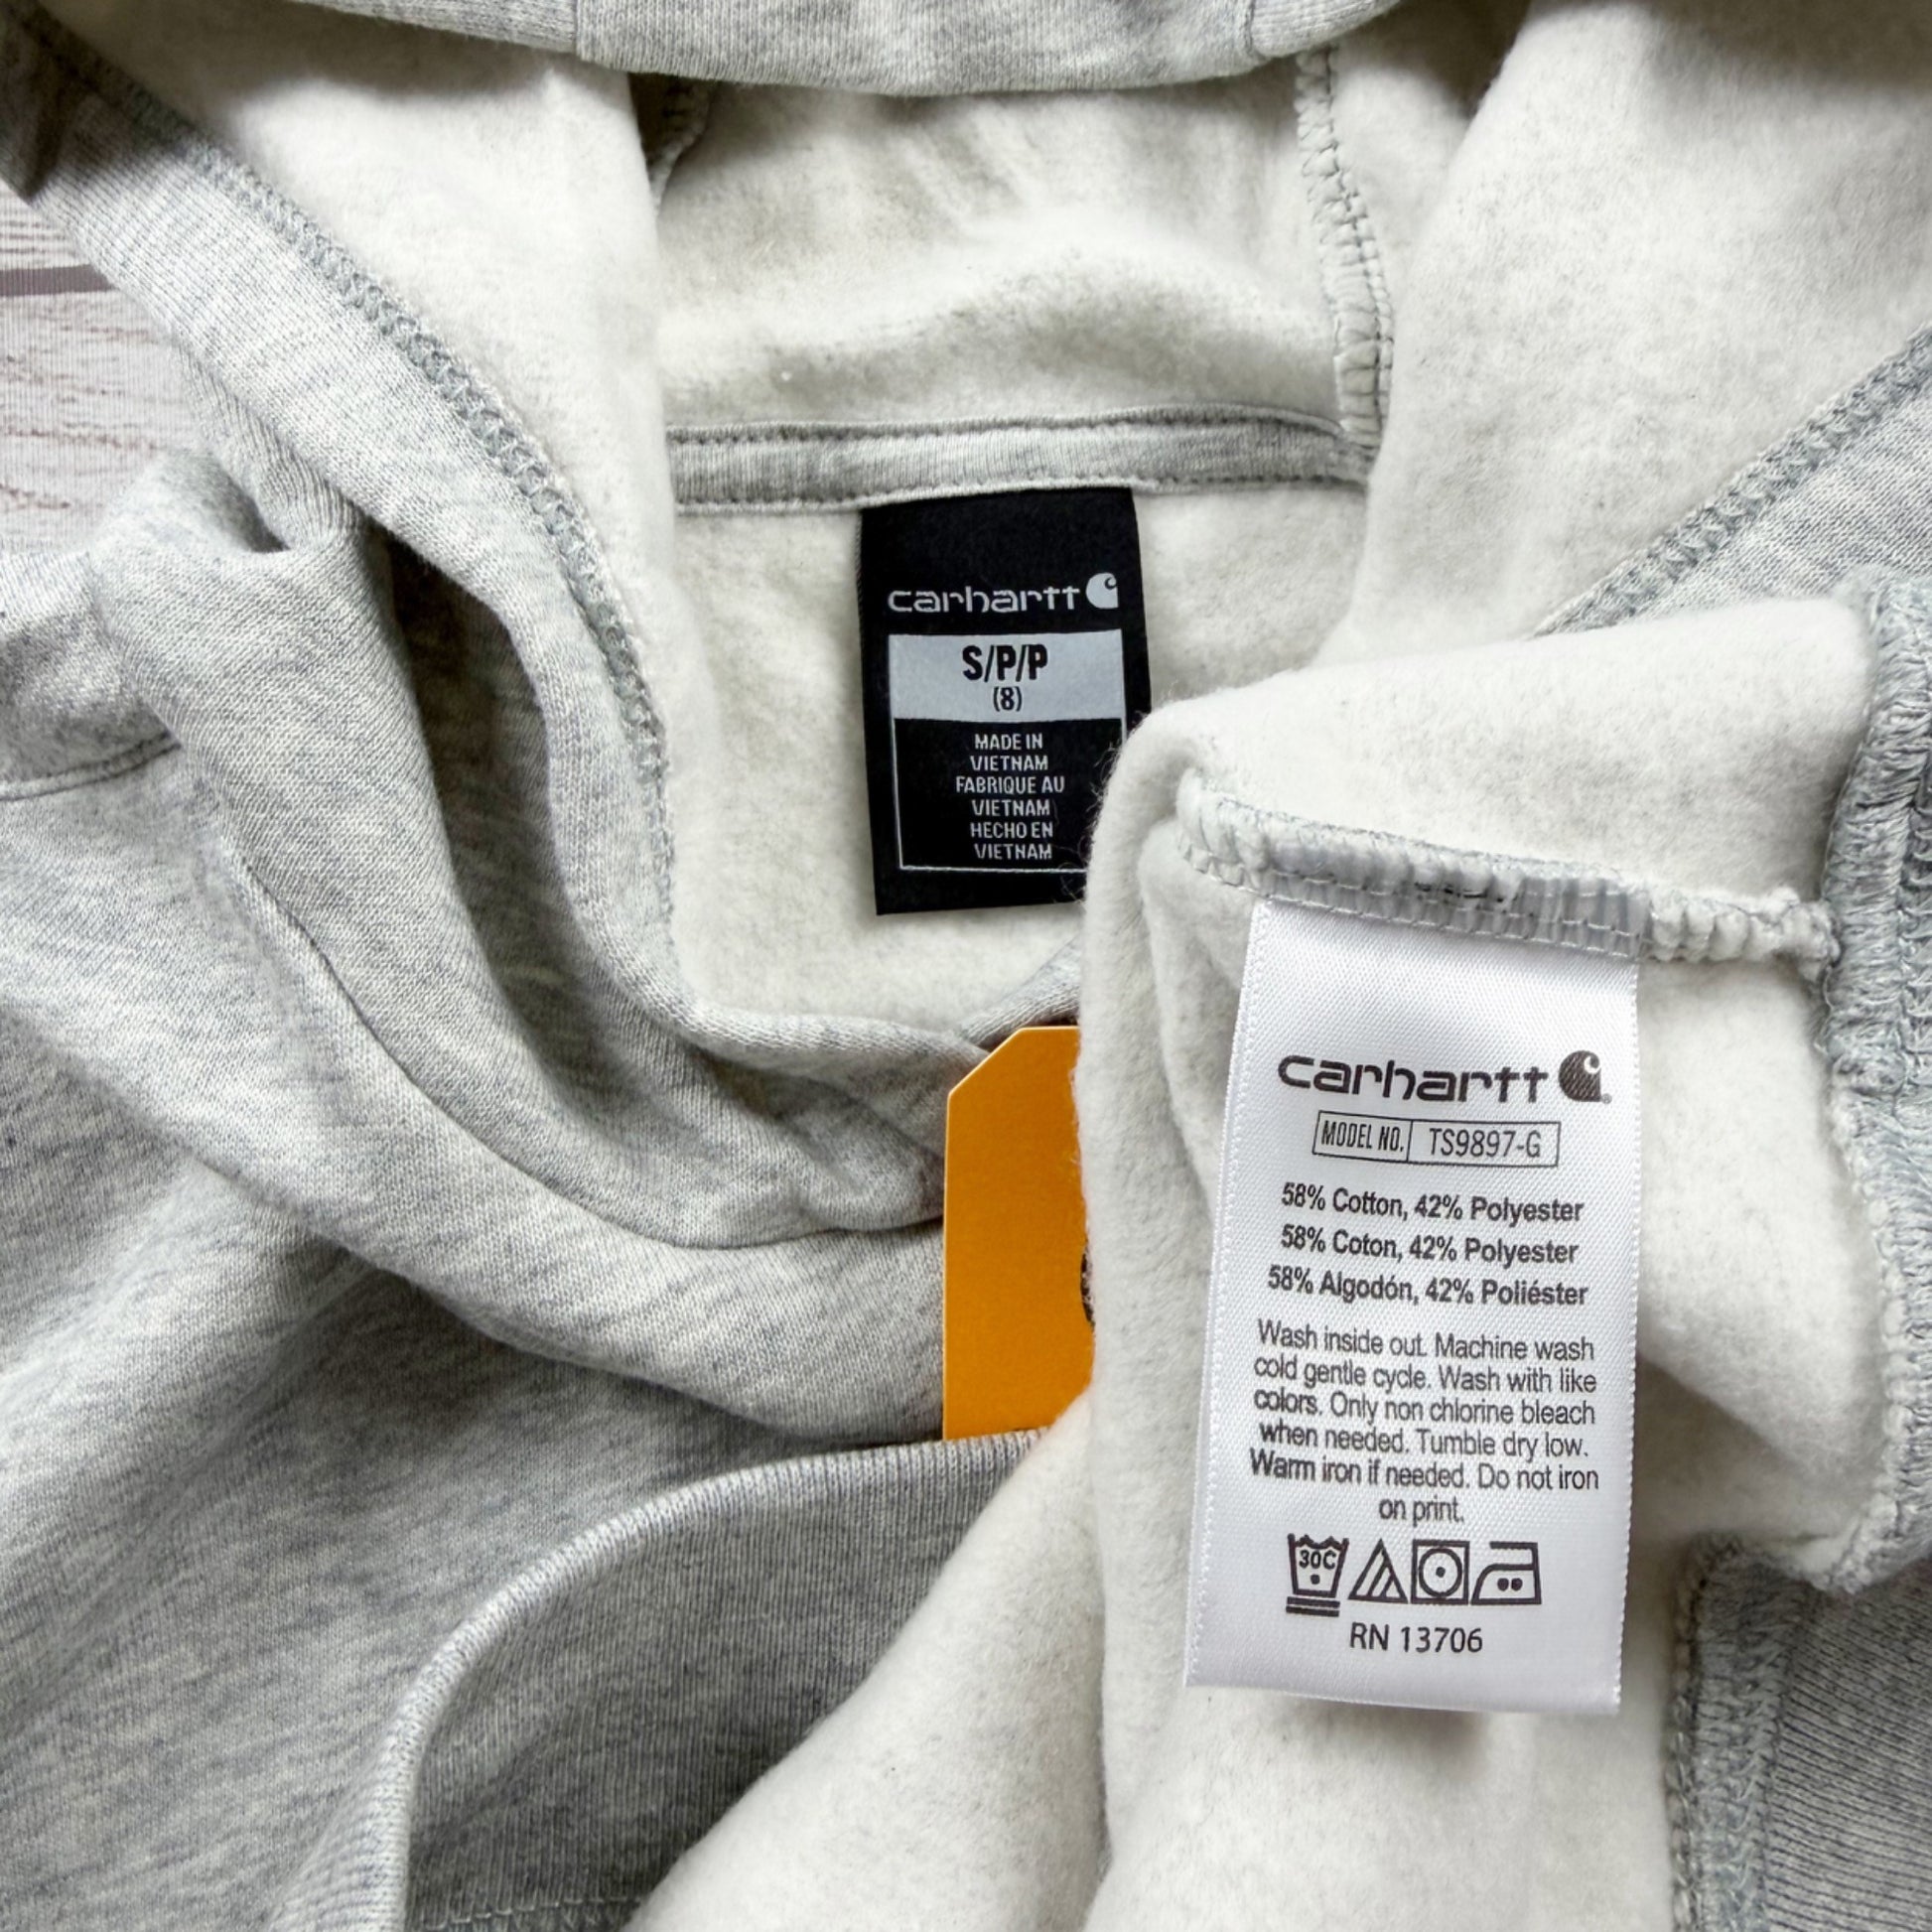 carhartt
S/P/P
(8)
MADE IN
VIETNAM
FABRIQUE AU
VIETNAM
HECHO EN
VIETNAM
carhartt
MODEL NO. TS9897-G
58% Cotton, 42% Polyester
58% Coton, 42% Polyester
58% Algodón, 42% Poliéster
Wash inside out. Machine wash
cold gentle cycle. Wash with like
colors. Only non chlorine bleach
when needed. Tumble dry low.
Warm iron if needed. Do not iron
on print.
30C
RN 13706